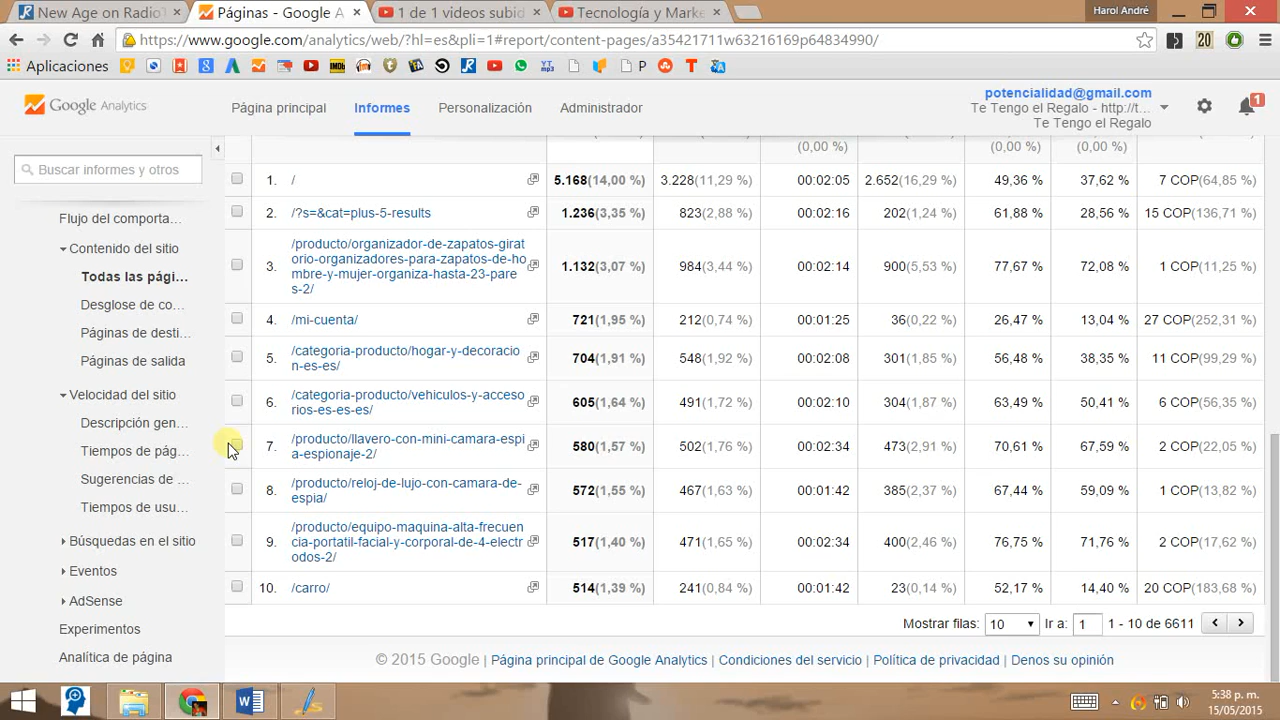 New Age on RadioT
Páginas - Google A
1 de 1 videos subid
Tecnología y Marke
Harol André
https://www.google.com/analytics/web/?hl=es&pli=1#report/content-pages/a35421711w63216169p64834990/
Aplicaciones
Google Analytics
Página principal
Informes
Personalización
Administrador
potencialidad@gmail.com
Te Tengo el Regalo - http://t...
Te Tengo el Regalo
1
Buscar informes y otros
Flujo del comporta...
Contenido del sitio
Todas las pági...
Desglose de co...
Páginas de desti...
Páginas de salida
Velocidad del sitio
Descripción gen...
Tiempos de pág...
Sugerencias de ...
Tiempos de usu...
Búsquedas en el sitio
Eventos
AdSense
Experimentos
Analítica de página
(0,00 %) (0,00 %) (0,00 %)
1. / 5.168(14,00 %) 3.228(11,29 %) 00:02:05 2.652(16,29 %) 49,36 % 37,62 % 7 COP(64,85 %)
2. /?s=&cat=plus-5-results 1.236(3,35 %) 823(2,88 %) 00:02:16 202(1,24 %) 61,88 % 28,56 % 15 COP(136,71 %)
3. /producto/organizador-de-zapatos-girat
orio-organizadores-para-zapatos-de-ho
mbre-y-mujer-organiza-hasta-23-pare
s-2/ 1.132(3,07 %) 984(3,44 %) 00:02:14 900(5,53 %) 77,67 % 72,08 % 1 COP(11,25 %)
4. /mi-cuenta/ 721(1,95 %) 212(0,74 %) 00:01:25 36(0,22 %) 26,47 % 13,04 % 27 COP(252,31 %)
5. /categoria-producto/hogar-y-decoracio
n-es-es/ 704(1,91 %) 548(1,92 %) 00:02:08 301(1,85 %) 56,48 % 38,35 % 11 COP(99,29 %)
6. /categoria-producto/vehiculos-y-acceso
rios-es-es-es/ 605(1,64 %) 491(1,72 %) 00:02:10 304(1,87 %) 63,49 % 50,41 % 6 COP(56,35 %)
7. /producto/llavero-con-mini-camara-espi
a-espionaje-2/ 580(1,57 %) 502(1,76 %) 00:02:34 473(2,91 %) 70,61 % 67,59 % 2 COP(22,05 %)
8. /producto/reloj-de-lujo-con-camara-de-
espia/ 572(1,55 %) 467(1,63 %) 00:01:42 385(2,37 %) 67,44 % 59,09 % 1 COP(13,82 %)
9. /producto/equipo-maquina-alta-frecuen
cia-portatil-facial-y-corporal-de-4-electr
odos-2/ 517(1,40 %) 471(1,65 %) 00:02:34 400(2,46 %) 76,75 % 71,76 % 2 COP(17,62 %)
10. /carro/ 514(1,39 %) 241(0,84 %) 00:01:42 23(0,14 %) 52,17 % 14,40 % 20 COP(183,68 %)
Mostrar filas: 10 Ir a: 1 1 - 10 de 6611
© 2015 Google | Página principal de Google Analytics | Condiciones del servicio | Política de privacidad | Denos su opinión
5:38 p. m.
15/05/2015